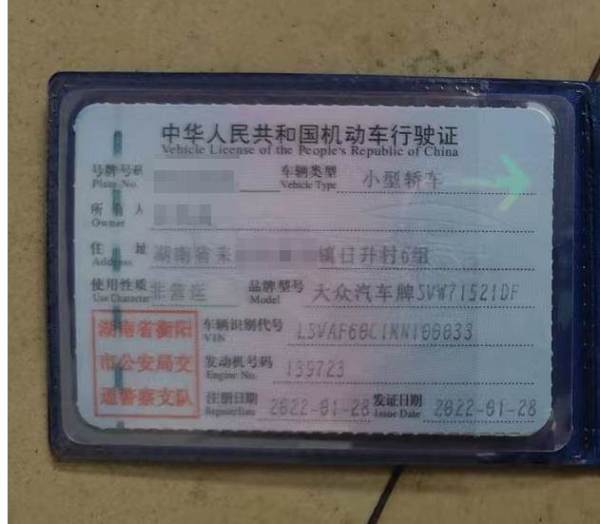 中华人民共和国机动车行驶证
Vehicle License of the People's Republic of China
号牌号码 车辆类型 小型轿车
Plate No. Vehicle Type
所 人
Owner
住 址 湖南省耒 镇日升村6组
Address
使用性质 非营运 品牌型号 大众汽车牌SVW71521DF
Use Character Model
湖南省衡阳 车辆识别代号 LSVAF60C1NN100033
VIN
市公安局交 发动机号码 139723
Engine No.
通警察支队 注册日期 2022-01-28 发证日期 2022-01-28
Register Date Issue Date